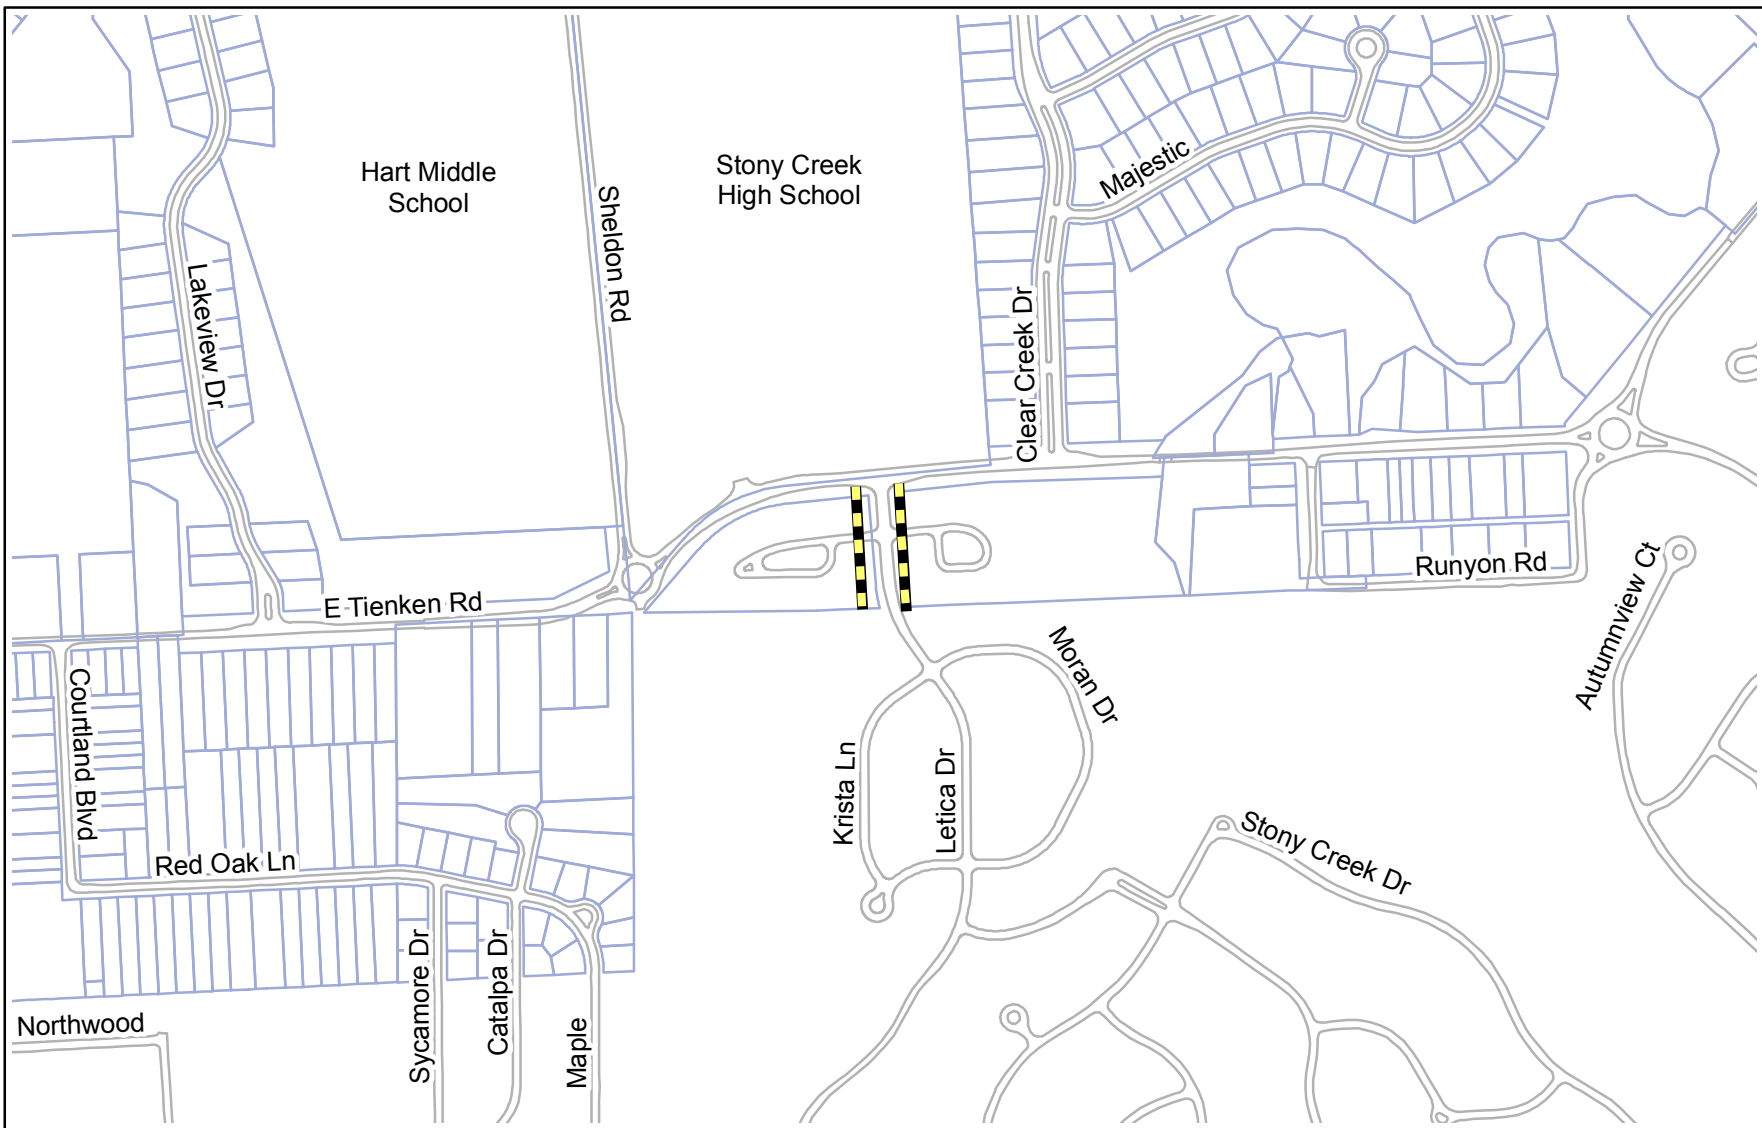 Hart Middle
School
Stony Creek
High School
Majestic
Sheldon Rd
Lakeview Dr
Clear Creek Dr
E Tienken Rd
Runyon Rd
Autumnview Ct
Moran Dr
Courtland Blvd
Krista Ln
Letica Dr
Red Oak Ln
Stony Creek Dr
Sycamore Dr
Catalpa Dr
Maple
Northwood